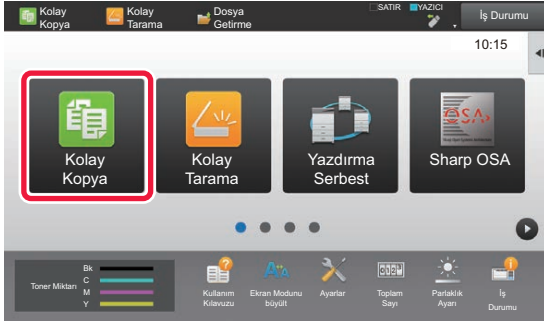 Kolay
Kopya
Kolay
Tarama
Dosya
Getirme
SATIR
YAZICI
İş Durumu
10:15
Kolay
Kopya
Kolay
Tarama
Yazdırma
Serbest
OSA
Sharp OSA
Toner Miktarı
Bk
C
M
Y
Kullanım
Kılavuzu
Ekran Modunu
büyült
Ayarlar
Toplam
Sayı
Parlaklık
Ayarı
İş
Durumu